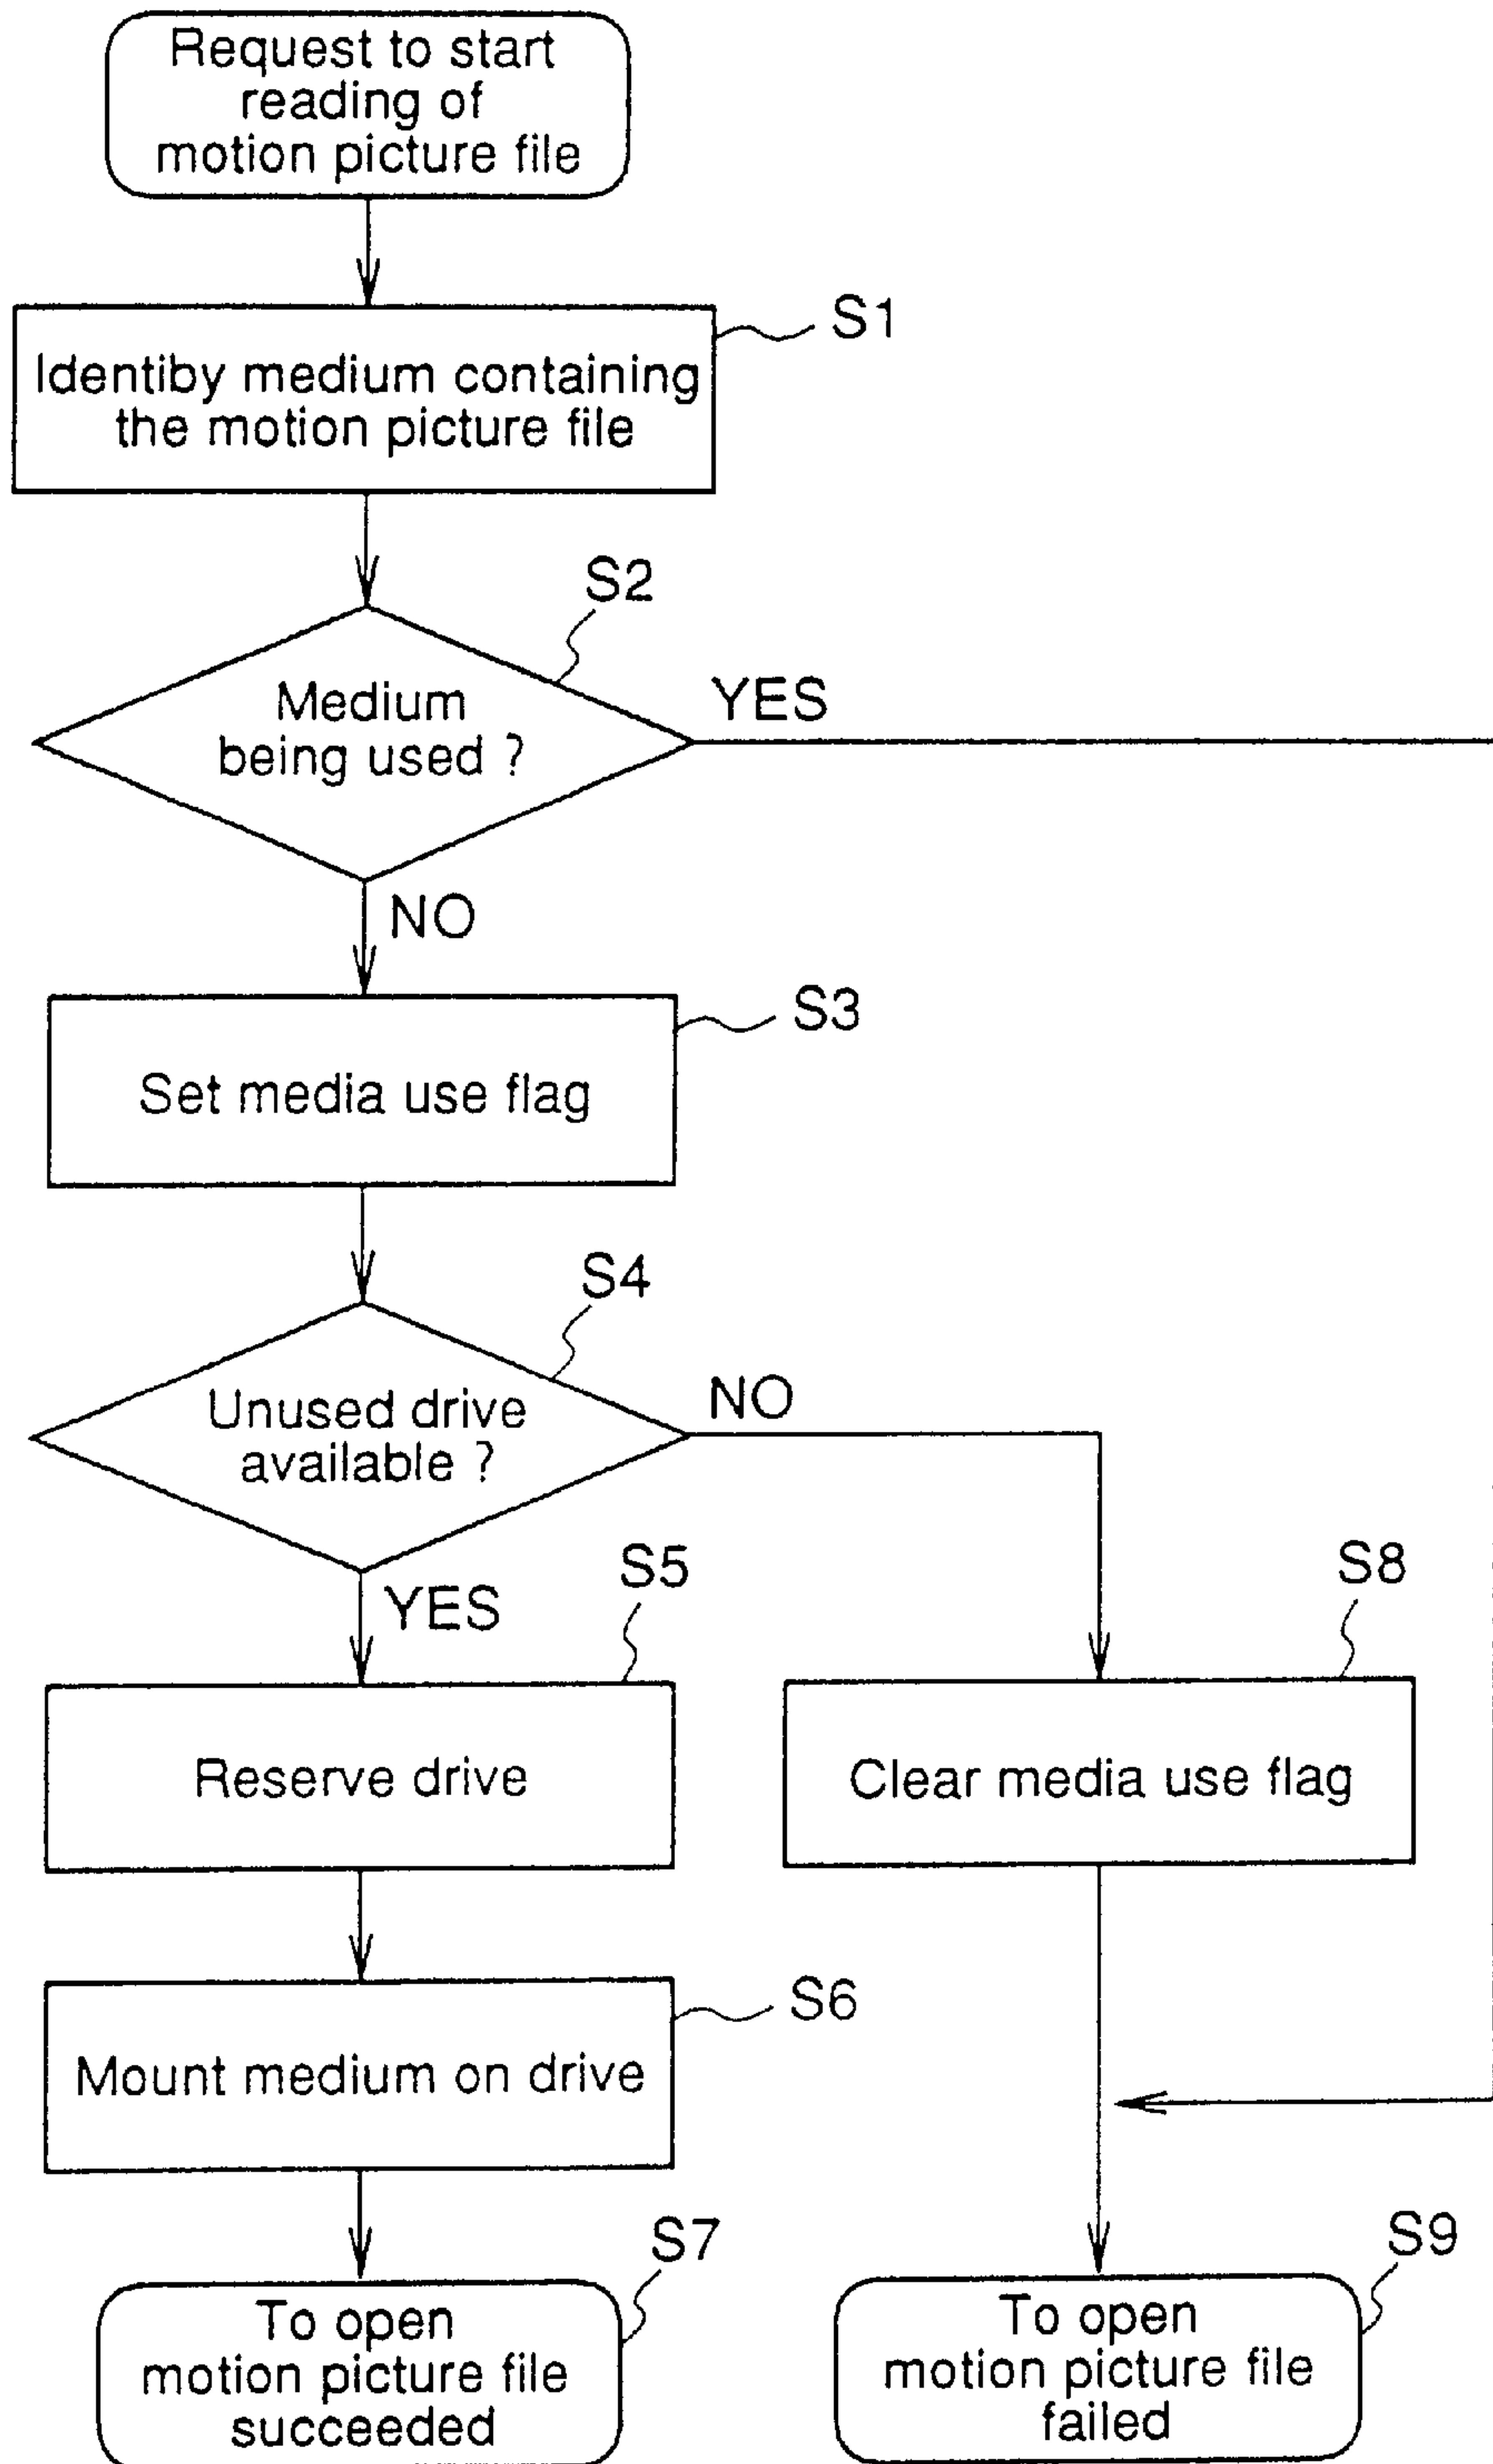 Request to start
reading of
motion picture file
S1
Identiby medium containing
the motion picture file
S2
Medium
being used ?
YES
NO
S3
Set media use flag
S4
Unused drive
available ?
NO
YES
S5
Reserve drive
S8
Clear media use flag
S6
Mount medium on drive
S7
To open
motion picture file
succeeded
S9
To open
motion picture file
failed